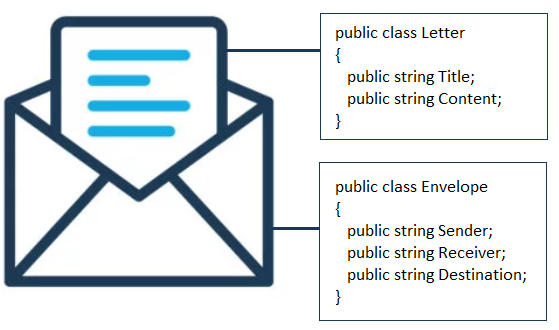 public class Letter
{
public string Title;
public string Content;
}
public class Envelope
{
public string Sender;
public string Receiver;
public string Destination;
}